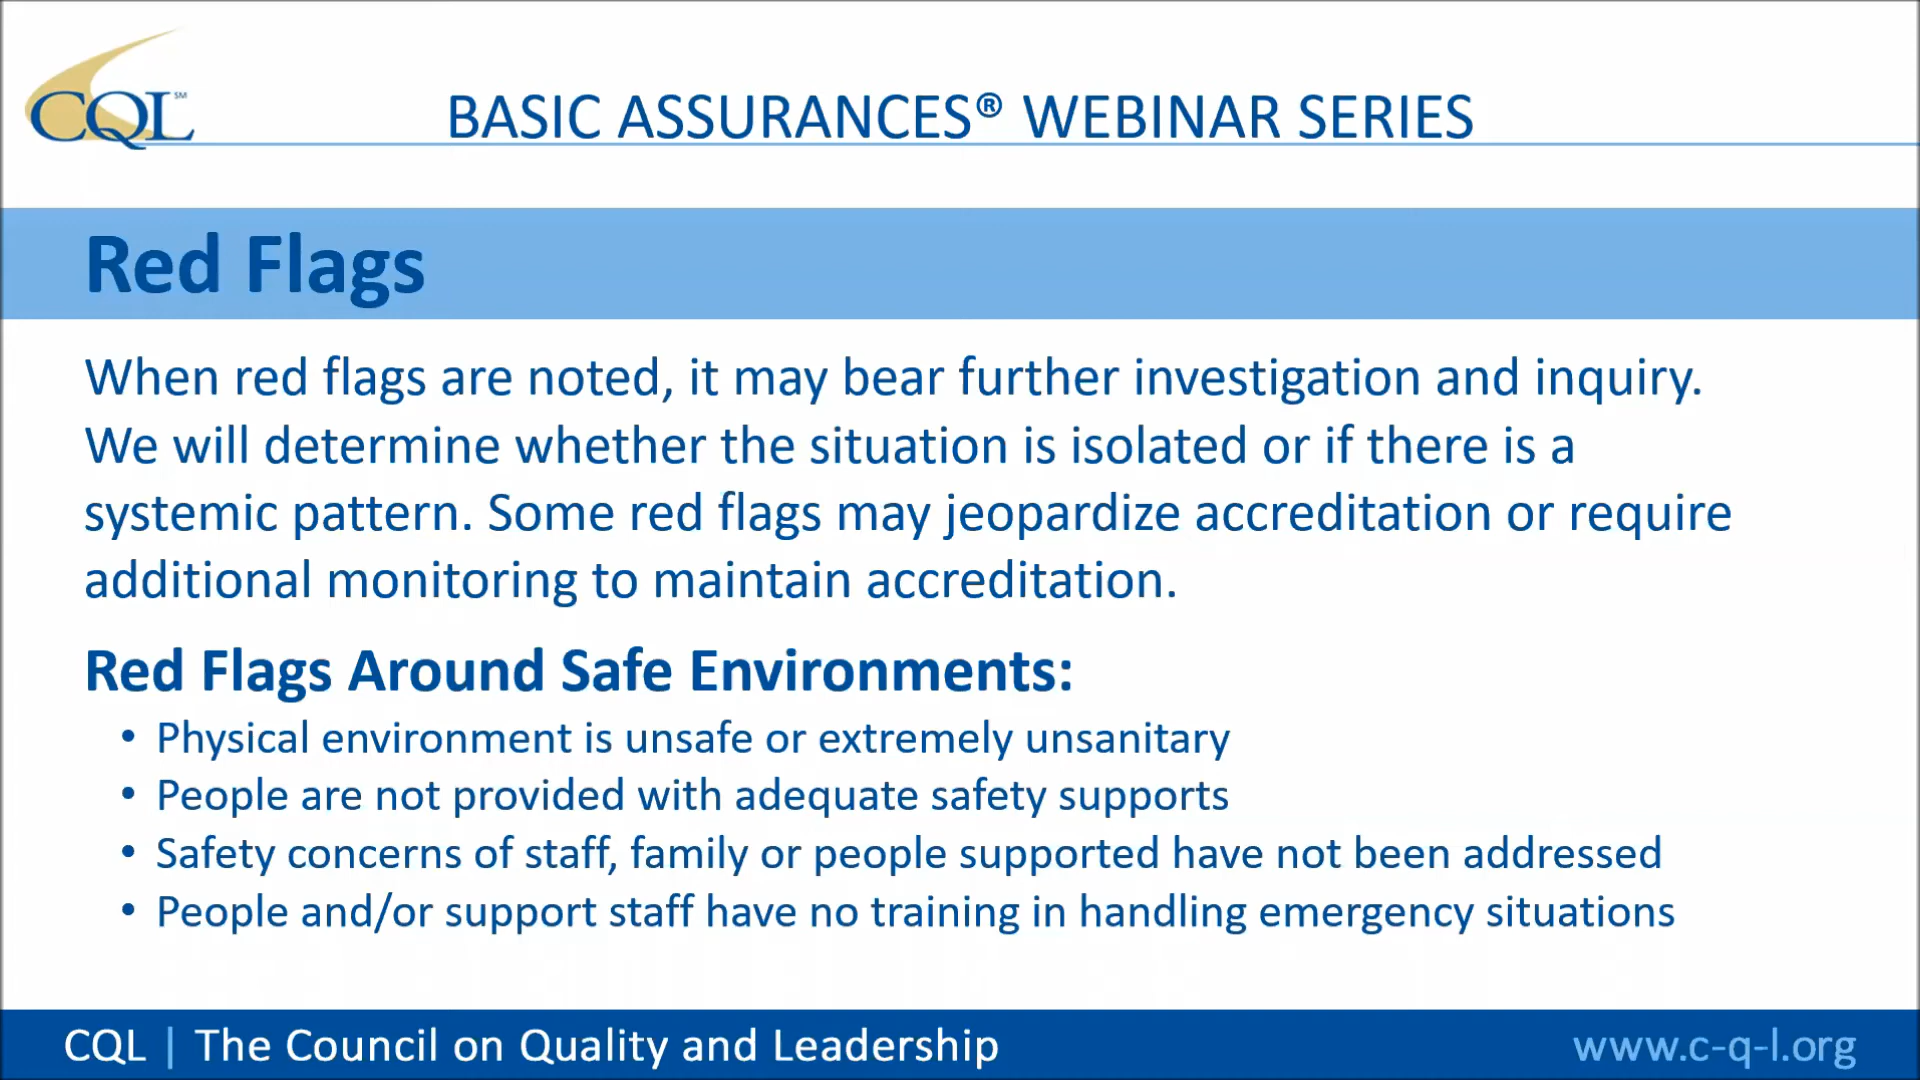 CQL℠
BASIC ASSURANCES® WEBINAR SERIES
Red Flags
When red flags are noted, it may bear further investigation and inquiry.
We will determine whether the situation is isolated or if there is a
systemic pattern. Some red flags may jeopardize accreditation or require
additional monitoring to maintain accreditation.
Red Flags Around Safe Environments:
• Physical environment is unsafe or extremely unsanitary
• People are not provided with adequate safety supports
• Safety concerns of staff, family or people supported have not been addressed
• People and/or support staff have no training in handling emergency situations
CQL | The Council on Quality and Leadership
www.c-q-l.org